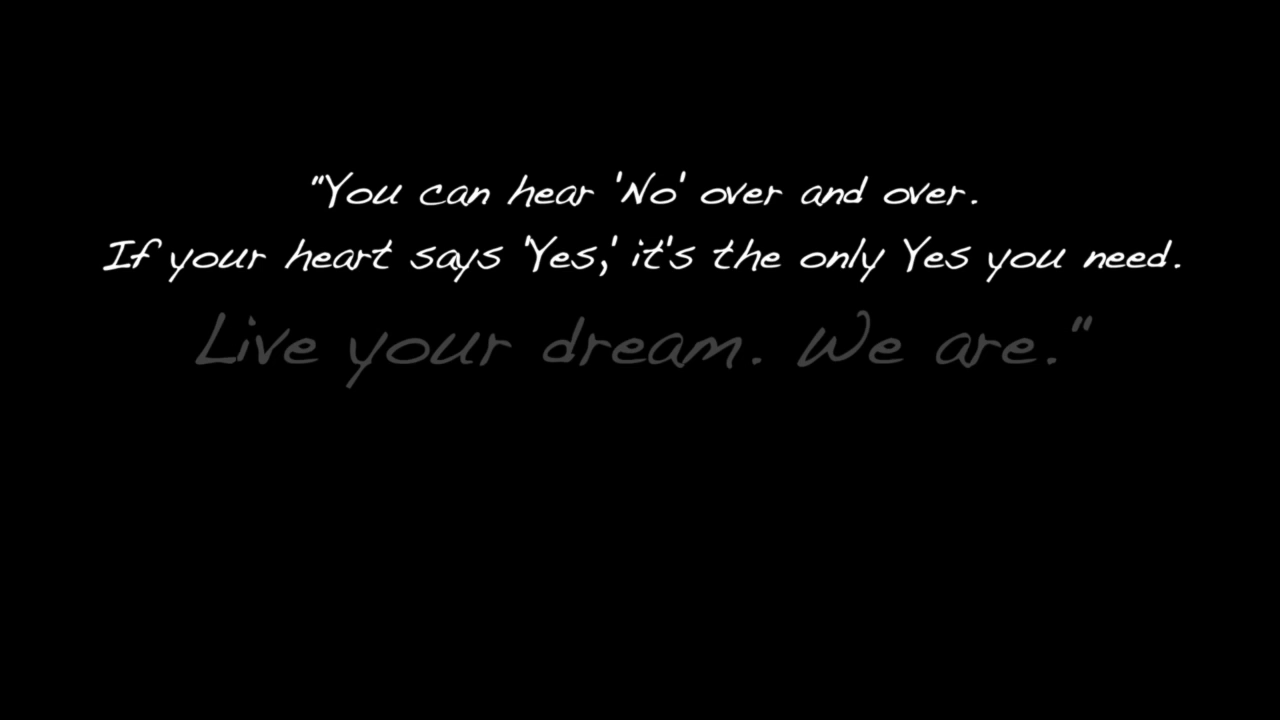 "You can hear 'No' over and over.
If your heart says 'Yes,' it's the only Yes you need.
Live your dream. We are."